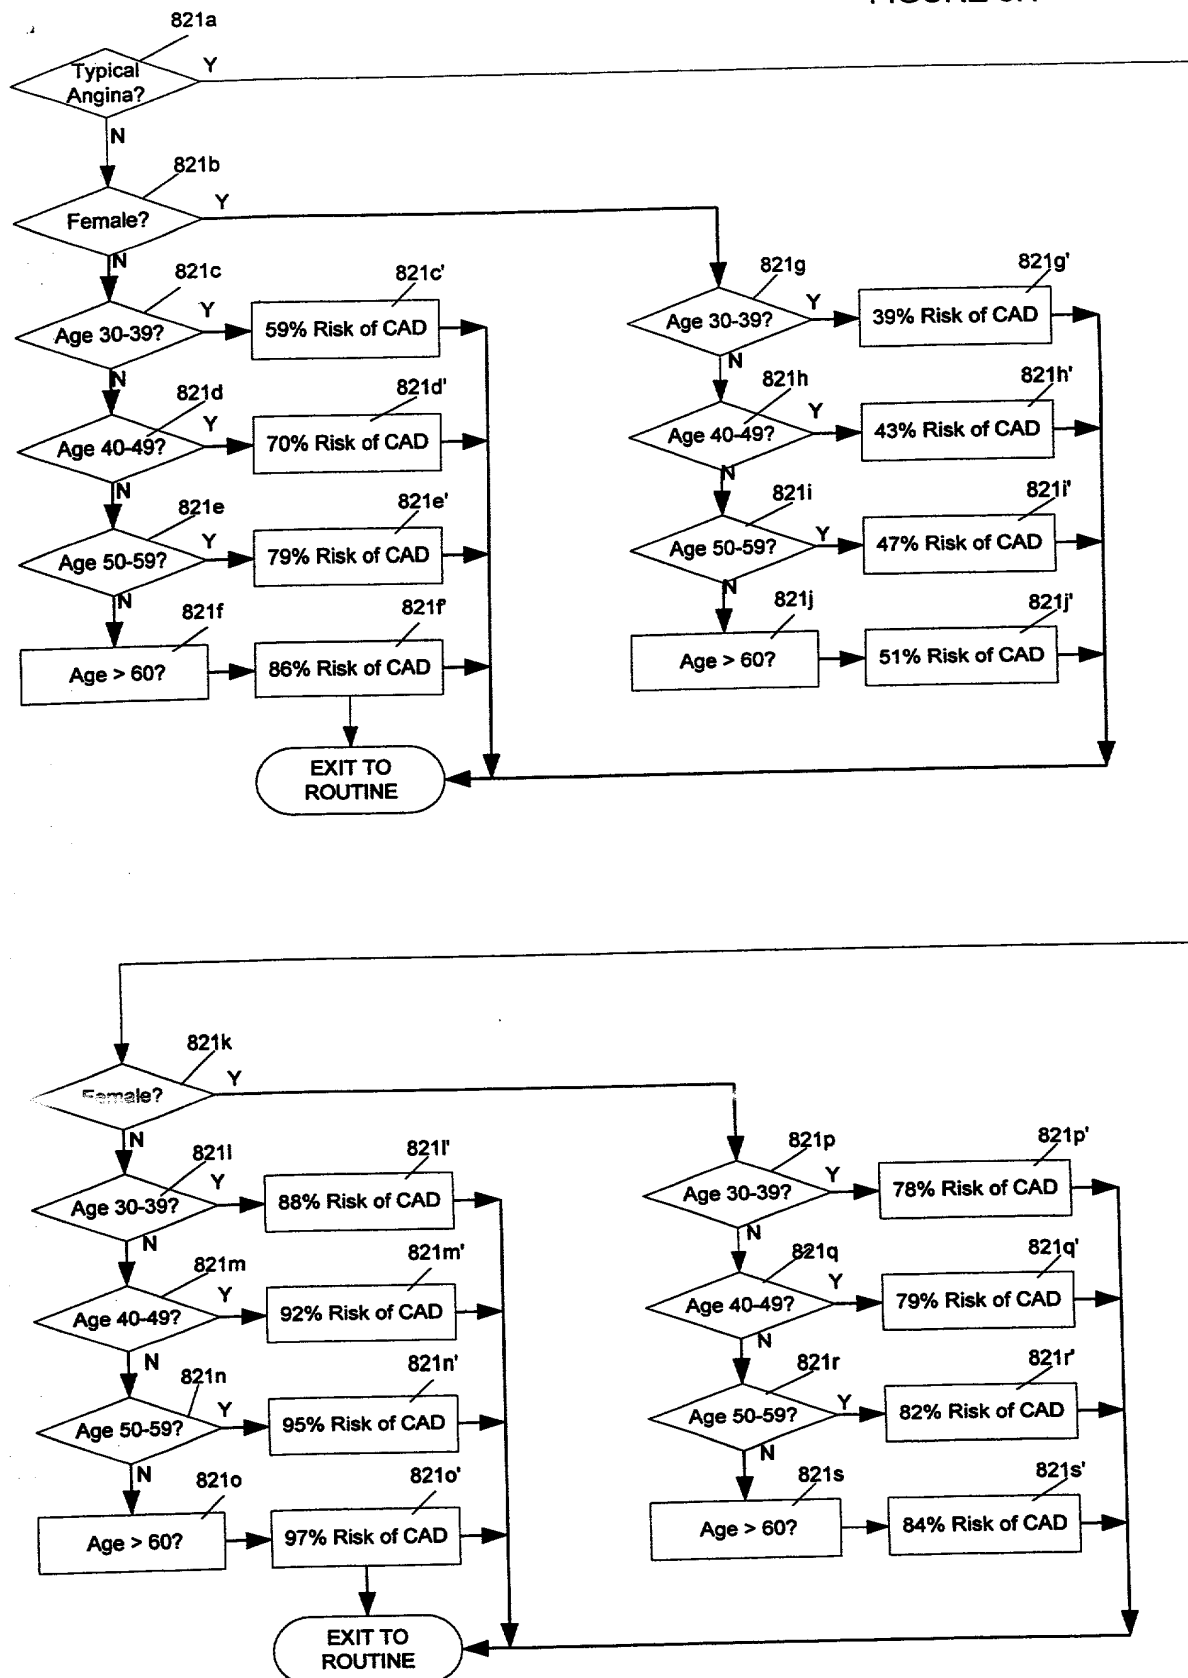 821a
Y
Typical
Angina?
N
821b
Y
Female?
N
821c
821c'
821g
821g'
Y
Y
Age 30-39?
59% Risk of CAD
Age 30-39?
39% Risk of CAD
N
N
821d
821d'
821h
821h'
Y
Y
Age 40-49?
70% Risk of CAD
Age 40-49?
43% Risk of CAD
N
N
821e
821e'
821i
821i'
Y
Y
Age 50-59?
79% Risk of CAD
Age 50-59?
47% Risk of CAD
N
N
821f
821f'
821j
821j'
Age > 60?
86% Risk of CAD
Age > 60?
51% Risk of CAD
EXIT TO
ROUTINE
821k
Y
Female?
N
821l
821l'
821p
821p'
Y
Y
Age 30-39?
88% Risk of CAD
Age 30-39?
78% Risk of CAD
N
N
821m
821m'
821q
821q'
Y
Y
Age 40-49?
92% Risk of CAD
Age 40-49?
79% Risk of CAD
N
N
821n
821n'
821r
821r'
Y
Y
Age 50-59?
95% Risk of CAD
Age 50-59?
82% Risk of CAD
N
N
821o
821o'
821s
821s'
Age > 60?
97% Risk of CAD
Age > 60?
84% Risk of CAD
EXIT TO
ROUTINE